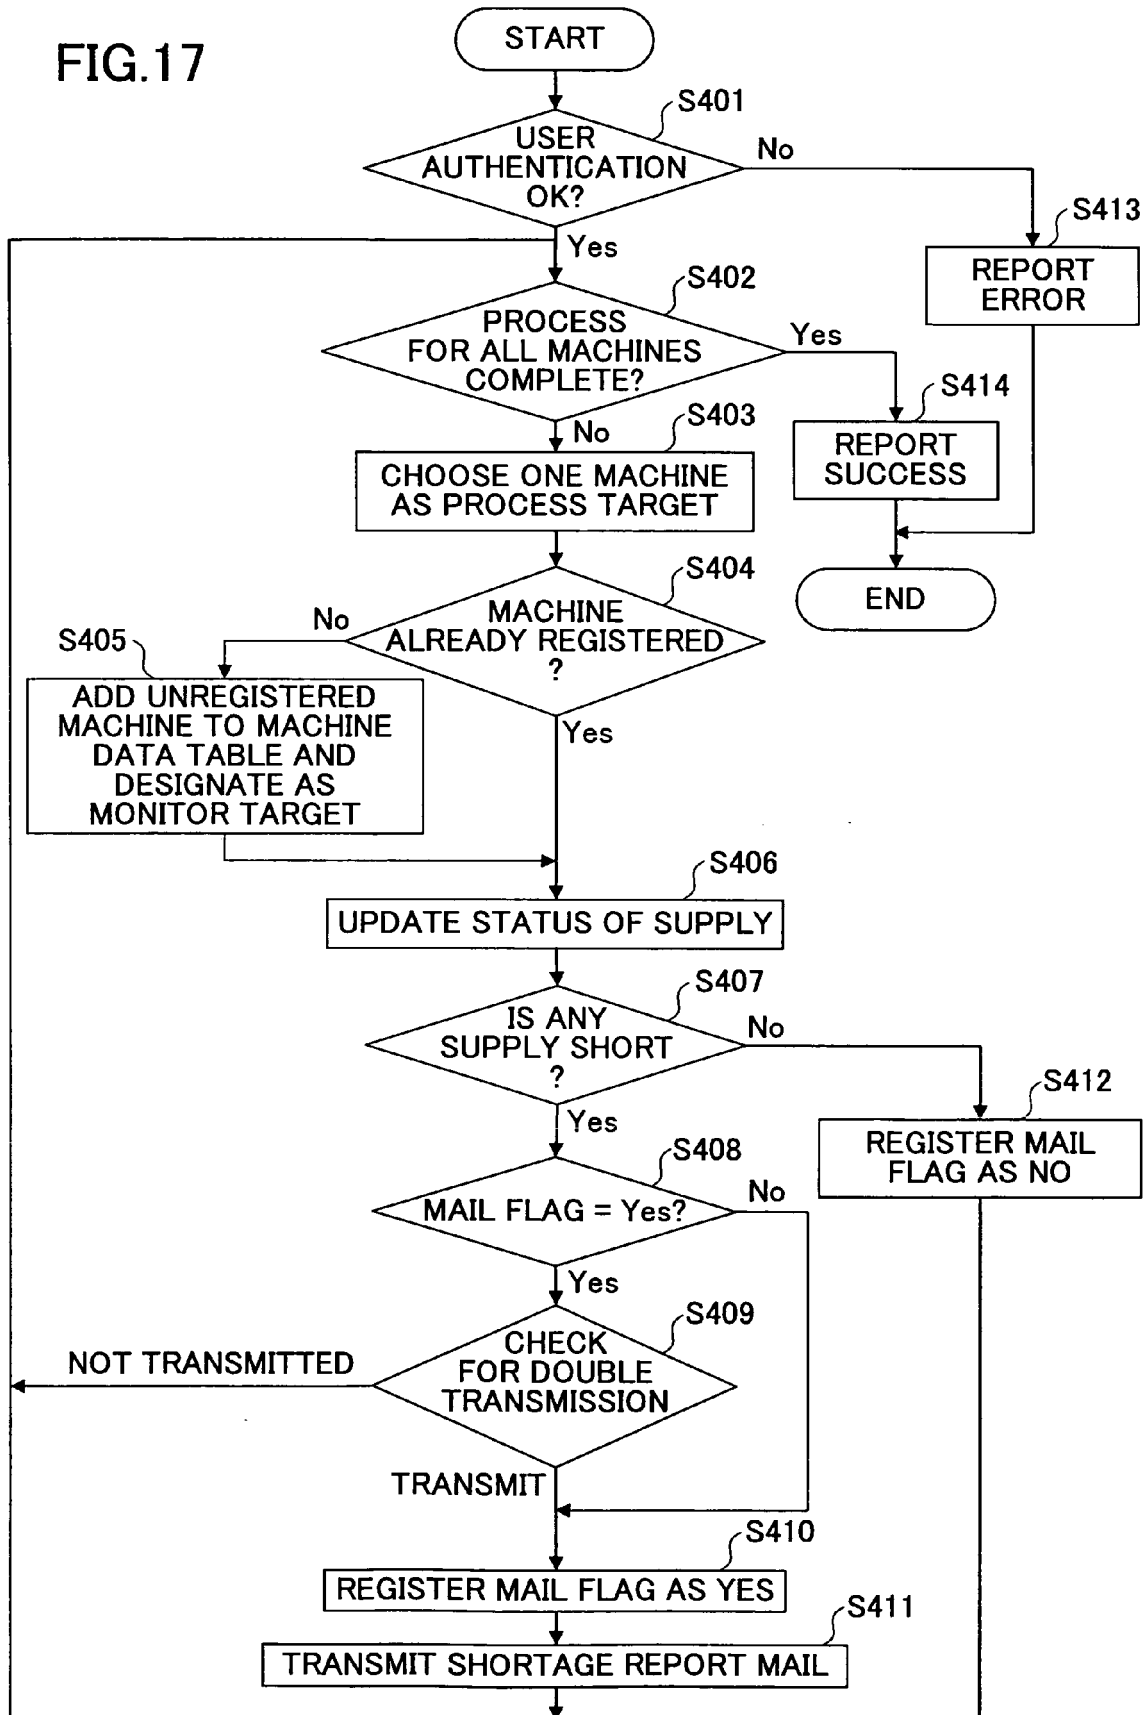 FIG.17
START
S401
USER
AUTHENTICATION
OK?
No
Yes
S413
REPORT
ERROR
S402
PROCESS
FOR ALL MACHINES
COMPLETE?
Yes
No
S414
REPORT
SUCCESS
END
S403
CHOOSE ONE MACHINE
AS PROCESS TARGET
S404
MACHINE
ALREADY REGISTERED
?
No
Yes
S405
ADD UNREGISTERED
MACHINE TO MACHINE
DATA TABLE AND
DESIGNATE AS
MONITOR TARGET
S406
UPDATE STATUS OF SUPPLY
S407
IS ANY
SUPPLY SHORT
?
No
Yes
S412
REGISTER MAIL
FLAG AS NO
S408
MAIL FLAG = Yes?
No
Yes
S409
CHECK
FOR DOUBLE
TRANSMISSION
NOT TRANSMITTED
TRANSMIT
S410
REGISTER MAIL FLAG AS YES
S411
TRANSMIT SHORTAGE REPORT MAIL